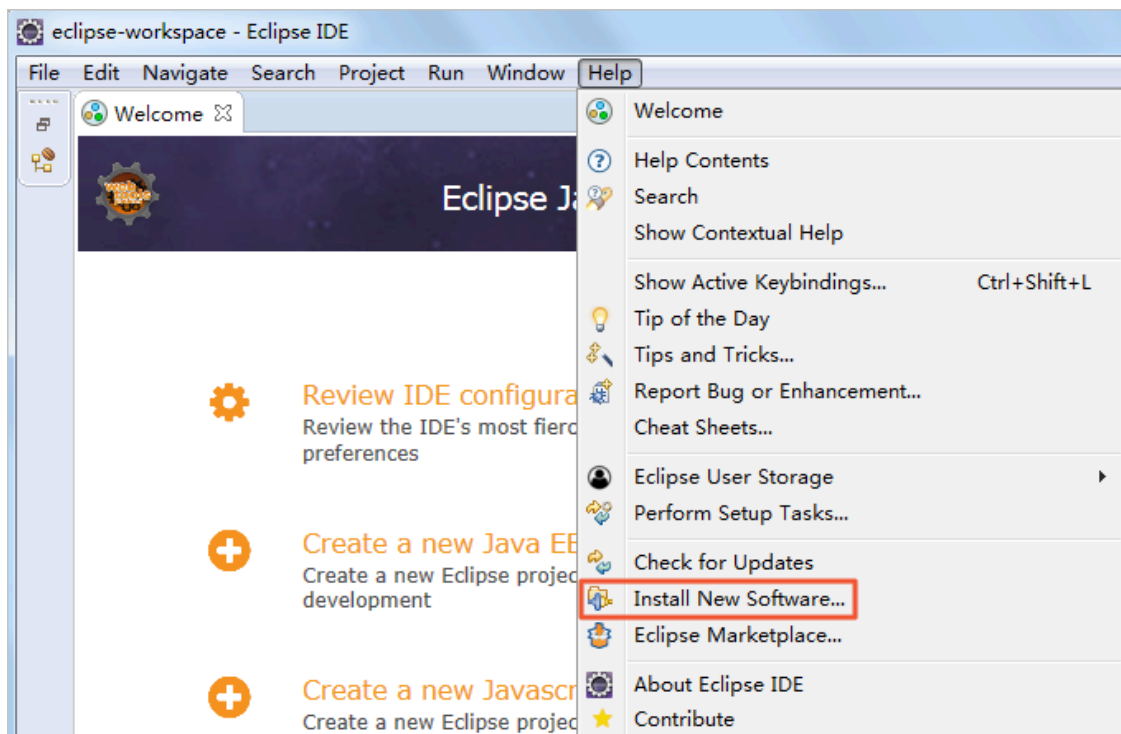 eclipse-workspace - Eclipse IDE
File Edit Navigate Search Project Run Window Help
Welcome
Eclipse Ja
Review IDE configura
Review the IDE's most fierc
preferences
Create a new Java EE
Create a new Eclipse projec
development
Create a new Javascr
Create a new Eclipse projec
Welcome
Help Contents
Search
Show Contextual Help
Show Active Keybindings... Ctrl+Shift+L
Tip of the Day
Tips and Tricks...
Report Bug or Enhancement...
Cheat Sheets...
Eclipse User Storage
Perform Setup Tasks...
Check for Updates
Install New Software...
Eclipse Marketplace...
About Eclipse IDE
Contribute